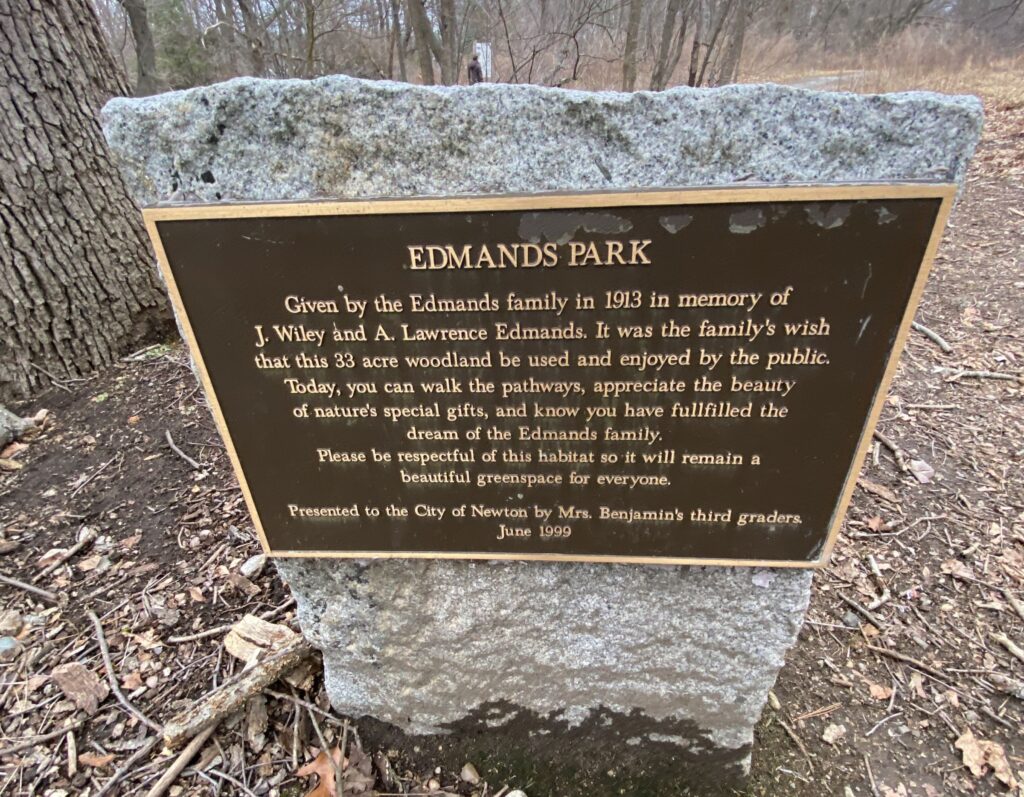 EDMANDS PARK
Given by the Edmands family in 1913 in memory of
J. Wiley and A. Lawrence Edmands. It was the family's wish
that this 33 acre woodland be used and enjoyed by the public.
Today, you can walk the pathways, appreciate the beauty
of nature's special gifts, and know you have fullfilled the
dream of the Edmands family.
Please be respectful of this habitat so it will remain a
beautiful greenspace for everyone.
Presented to the City of Newton by Mrs. Benjamin's third graders.
June 1999